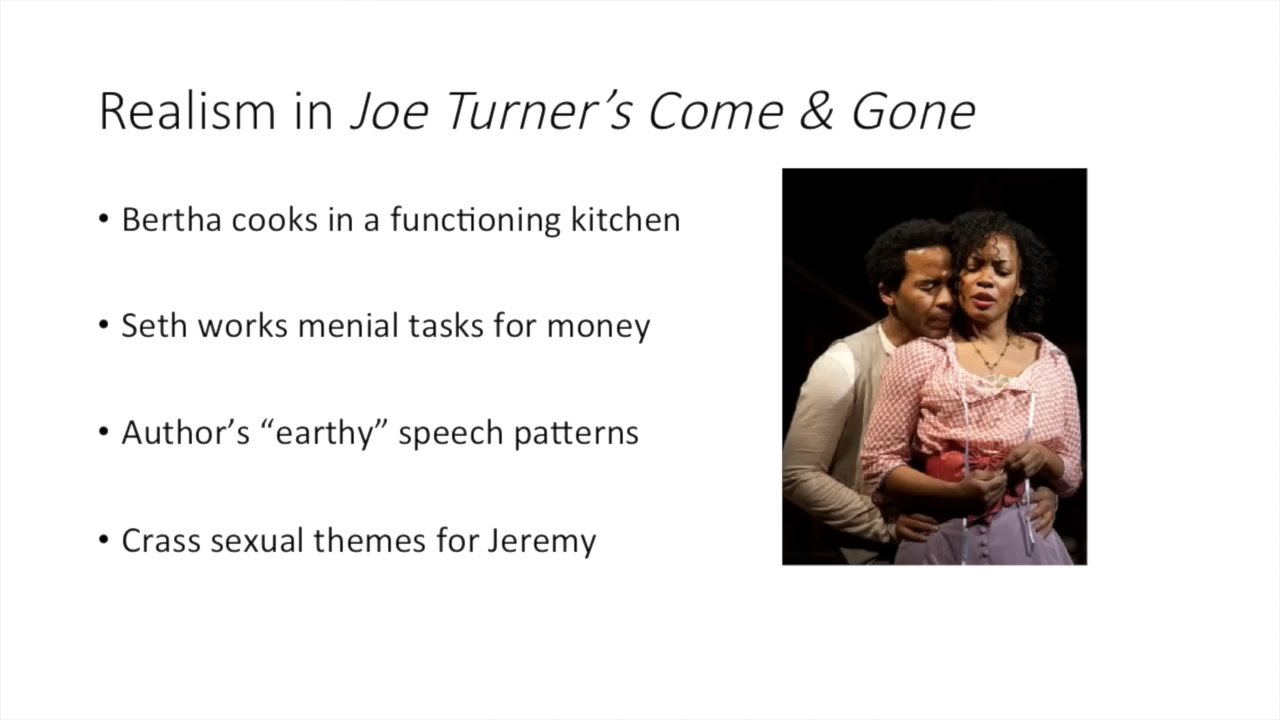 Realism in Joe Turner’s Come & Gone
• Bertha cooks in a functioning kitchen
• Seth works menial tasks for money
• Author’s “earthy” speech patterns
• Crass sexual themes for Jeremy